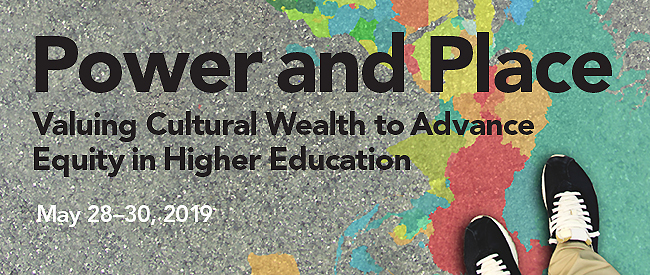 Power and Place
Valuing Cultural Wealth to Advance
Equity in Higher Education
May 28–30, 2019